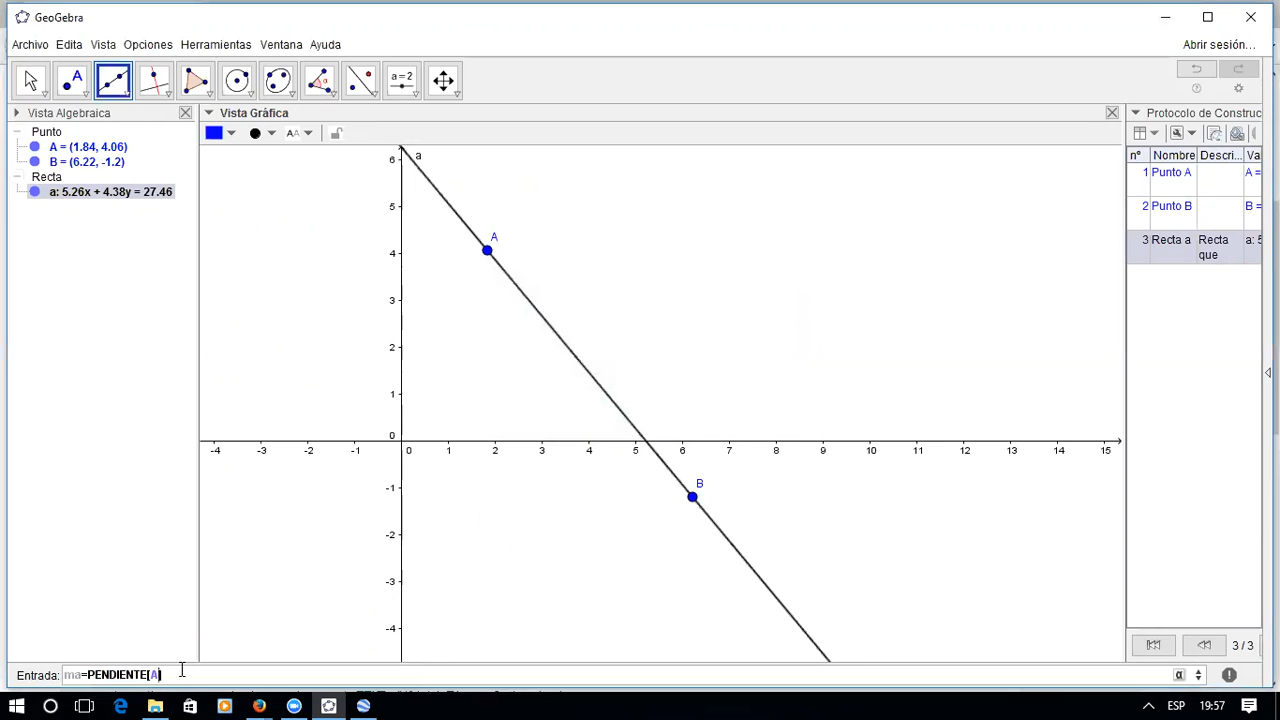 GeoGebra
Archivo Edita Vista Opciones Herramientas Ventana Ayuda
Abrir sesión...
A
α
a=2
Vista Algebraica
Vista Gráfica
Protocolo de Construc
AA
Punto
A = (1.84, 4.06)
B = (6.22, -1.2)
Recta
a: 5.26x + 4.38y = 27.46
nº Nombre Descri... Va
1 Punto A A =
2 Punto B B =
3 Recta a Recta que a: 5
a
A
B
6
5
4
3
2
1
0
-1
-2
-3
-4
-4 -3 -2 -1 0 1 2 3 4 5 6 7 8 9 10 11 12 13 14 15
3 / 3
Entrada: ma=PENDIENTE[A]
α
ESP 19:57